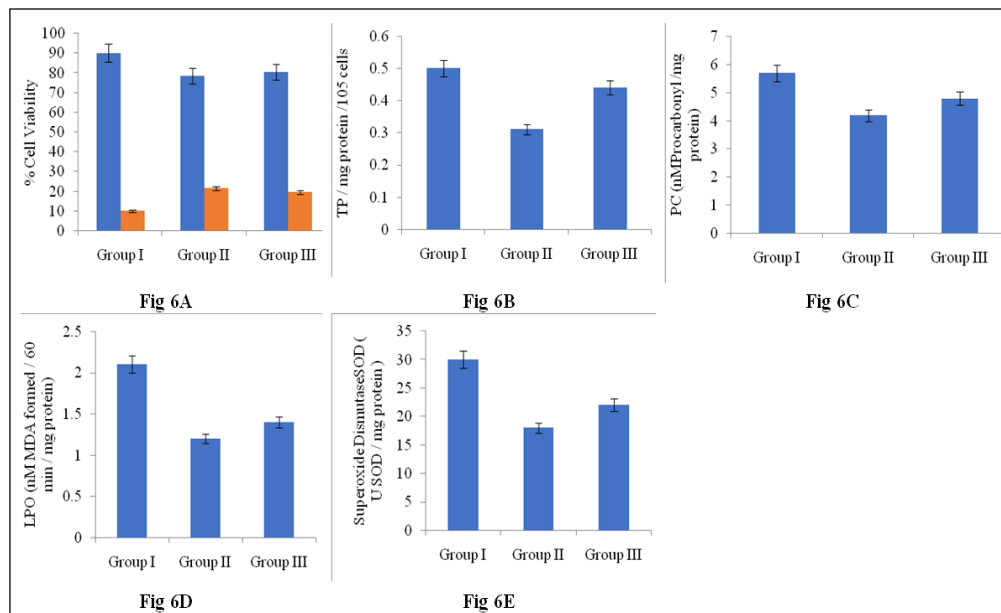 % Cell Viability
100
90
80
70
60
50
40
30
20
10
0
Group I Group II Group III
Fig 6A
TP / mg protein /105 cells
0.6
0.5
0.4
0.3
0.2
0.1
0
Group I Group II Group III
Fig 6B
PC (nMProcarbonyl /mg
protein)
7
6
5
4
3
2
1
0
Group I Group II Group III
Fig 6C
LPO (nM MDA formed / 60
min / mg protein)
2.5
2
1.5
1
0.5
0
Group I Group II Group III
Fig 6D
Superoxide DismutaseSOD (
U SOD / mg protein )
35
30
25
20
15
10
5
0
Group I Group II Group III
Fig 6E